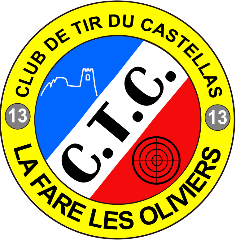 CLUB DE TIR DU CASTELLAS
13
13
C.T.C.
LA FARE LES OLIVIERS